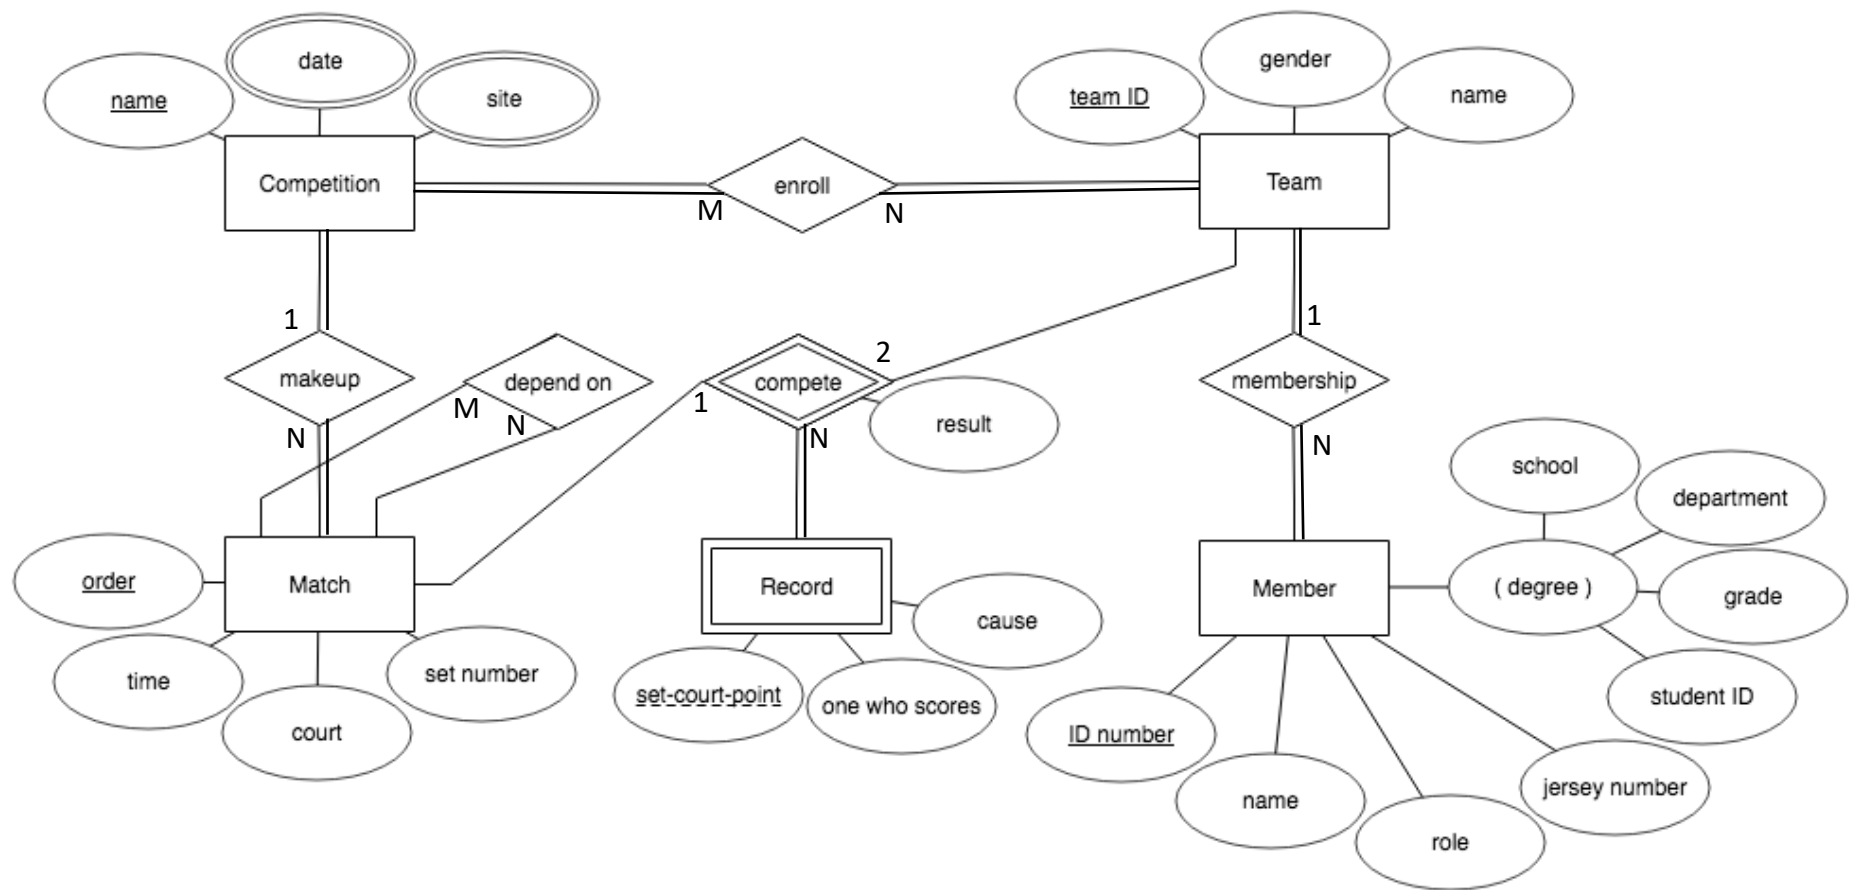 date
gender
name
site
team ID
name
Competition
enroll
Team
M
N
1
1
2
makeup
depend on
compete
membership
M
1
N
N
N
N
result
school
department
order
Match
Record
Member
( degree )
grade
cause
time
set number
set-court-point
one who scores
student ID
court
ID number
name
jersey number
role